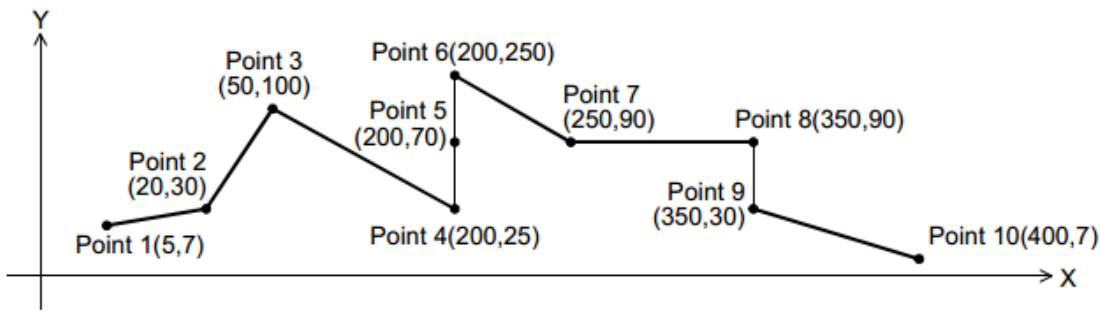 Y
Point 6(200,250)
Point 3
(50,100)
Point 7
(250,90)
Point 5
(200,70)
Point 8(350,90)
Point 2
(20,30)
Point 9
(350,30)
Point 1(5,7)
Point 4(200,25)
Point 10(400,7)
X